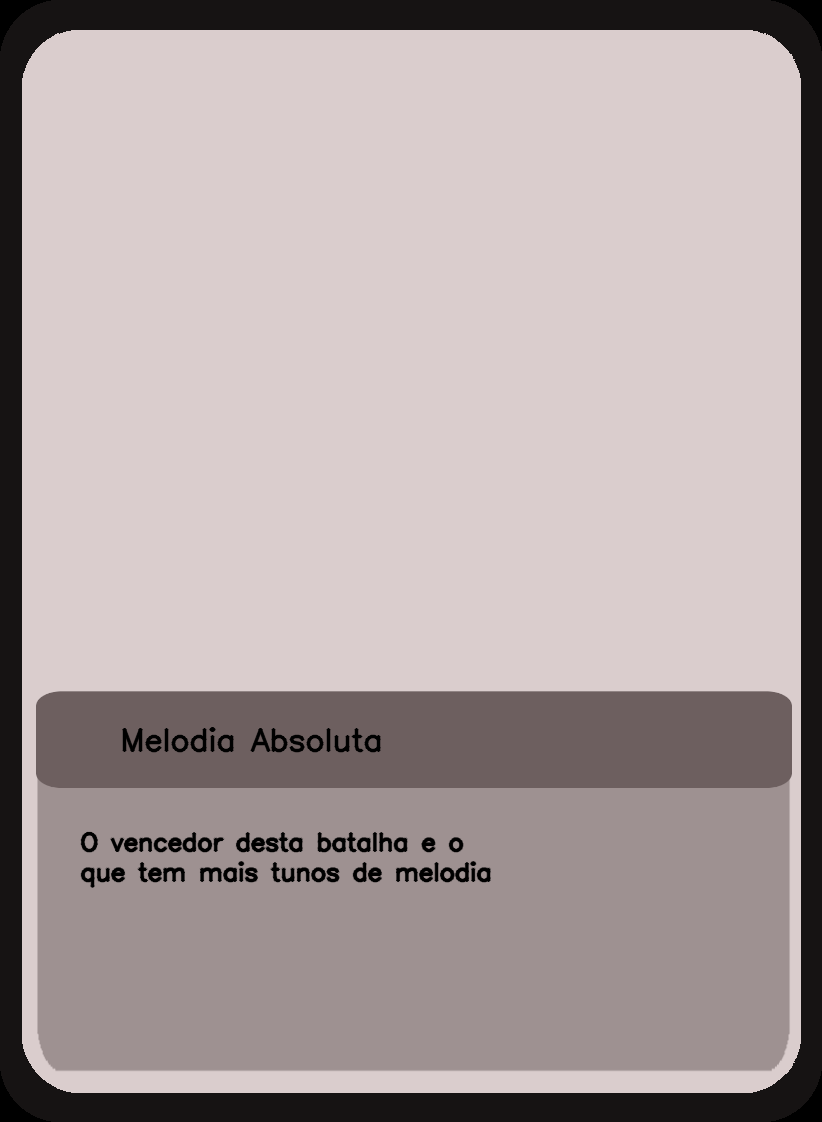 Melodia Absoluta
O vencedor desta batalha e o
que tem mais tunos de melodia